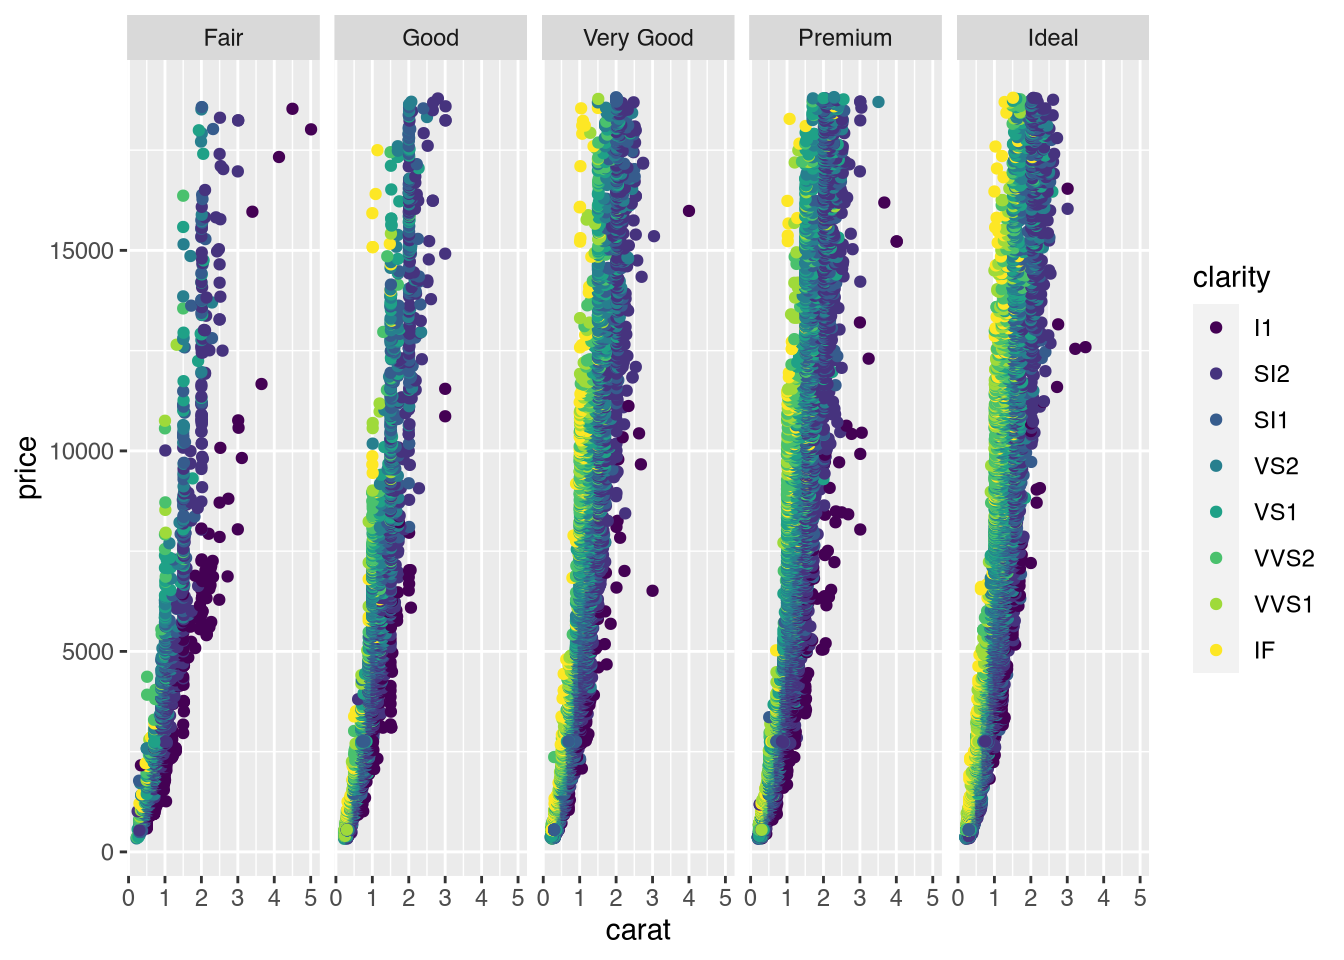 Fair Good Very Good Premium Ideal
15000
10000
5000
0
price
0 1 2 3 4 5 0 1 2 3 4 5 0 1 2 3 4 5 0 1 2 3 4 5 0 1 2 3 4 5
carat
clarity
I1
SI2
SI1
VS2
VS1
VVS2
VVS1
IF